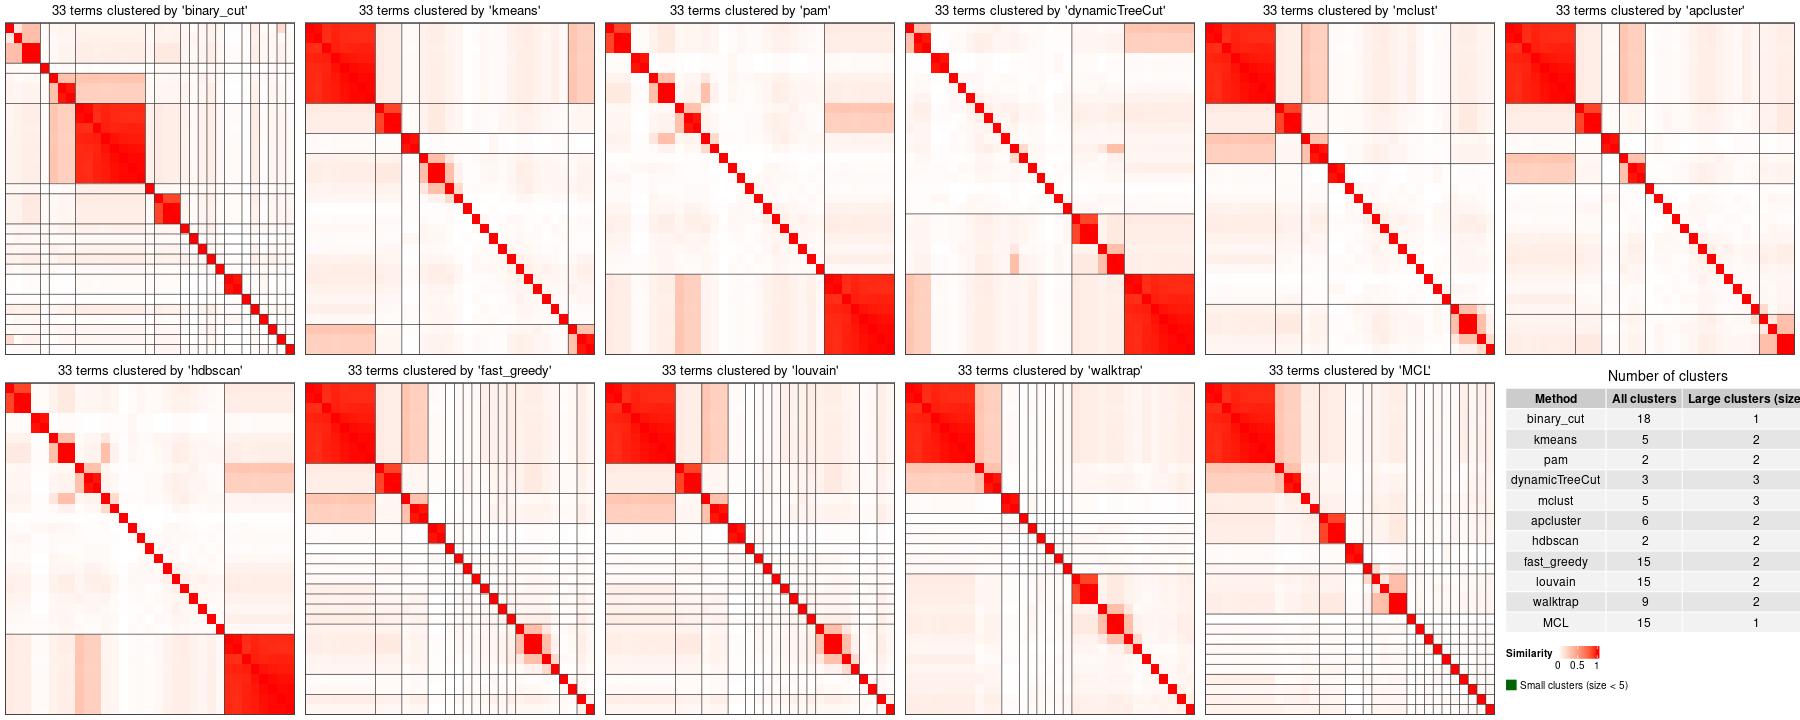 33 terms clustered by 'binary_cut'
33 terms clustered by 'kmeans'
33 terms clustered by 'pam'
33 terms clustered by 'dynamicTreeCut'
33 terms clustered by 'mclust'
33 terms clustered by 'apcluster'
33 terms clustered by 'hdbscan'
33 terms clustered by 'fast_greedy'
33 terms clustered by 'louvain'
33 terms clustered by 'walktrap'
33 terms clustered by 'MCL'
Number of clusters
Method All clusters Large clusters (size
binary_cut 18 1
kmeans 5 2
pam 2 2
dynamicTreeCut 3 3
mclust 5 3
apcluster 6 2
hdbscan 2 2
fast_greedy 15 2
louvain 15 2
walktrap 9 2
MCL 15 1
Similarity
0 0.5 1
Small clusters (size < 5)